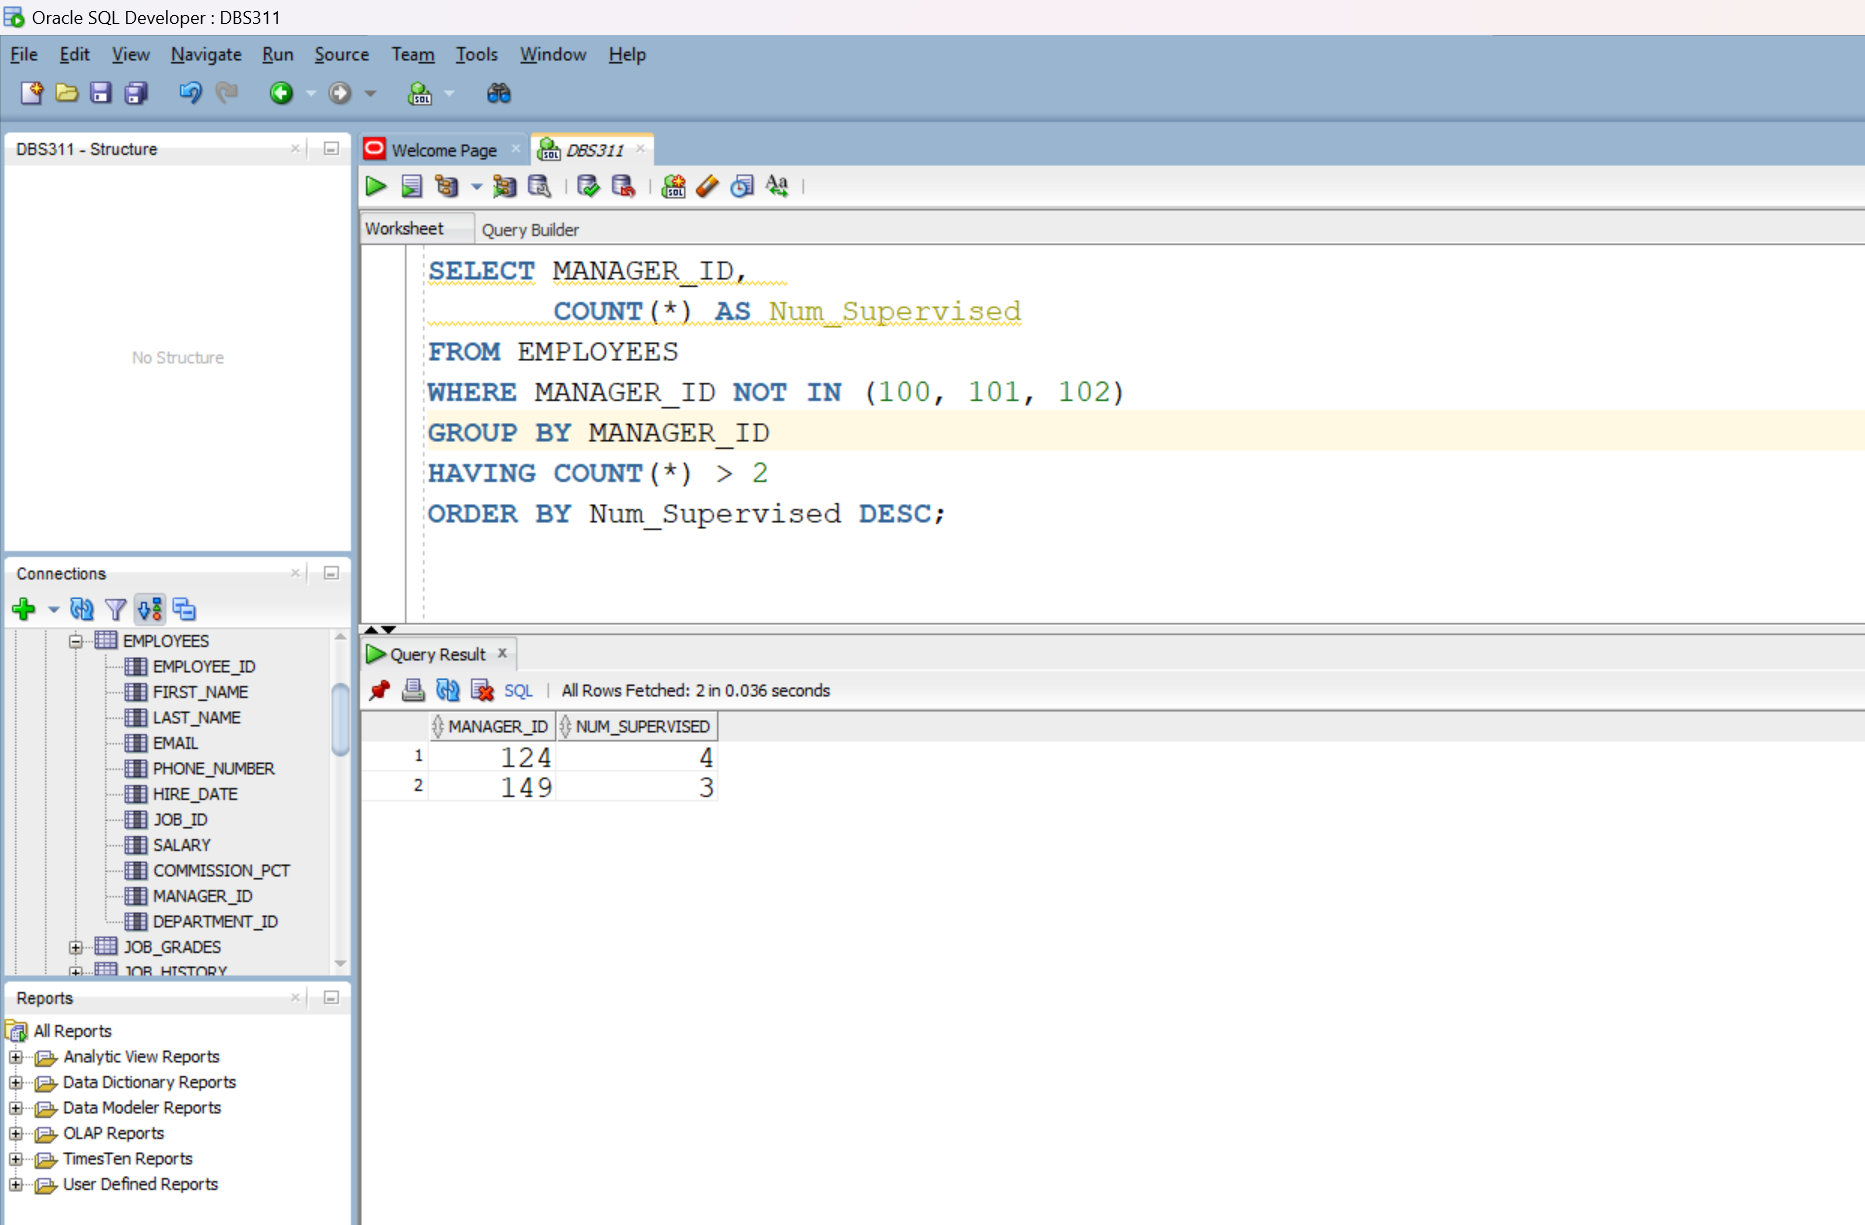 Oracle SQL Developer : DBS311
File Edit View Navigate Run Source Team Tools Window Help
DBS311 - Structure
No Structure
Connections
EMPLOYEES
EMPLOYEE_ID
FIRST_NAME
LAST_NAME
EMAIL
PHONE_NUMBER
HIRE_DATE
JOB_ID
SALARY
COMMISSION_PCT
MANAGER_ID
DEPARTMENT_ID
JOB_GRADES
JOB_HISTORY
Reports
All Reports
Analytic View Reports
Data Dictionary Reports
Data Modeler Reports
OLAP Reports
TimesTen Reports
User Defined Reports
Welcome Page DBS311
Worksheet Query Builder
SELECT MANAGER_ID,
COUNT(*) AS Num_Supervised
FROM EMPLOYEES
WHERE MANAGER_ID NOT IN (100, 101, 102)
GROUP BY MANAGER_ID
HAVING COUNT(*) > 2
ORDER BY Num_Supervised DESC;
Query Result
SQL | All Rows Fetched: 2 in 0.036 seconds
MANAGER_ID NUM_SUPERVISED
1 124 4
2 149 3